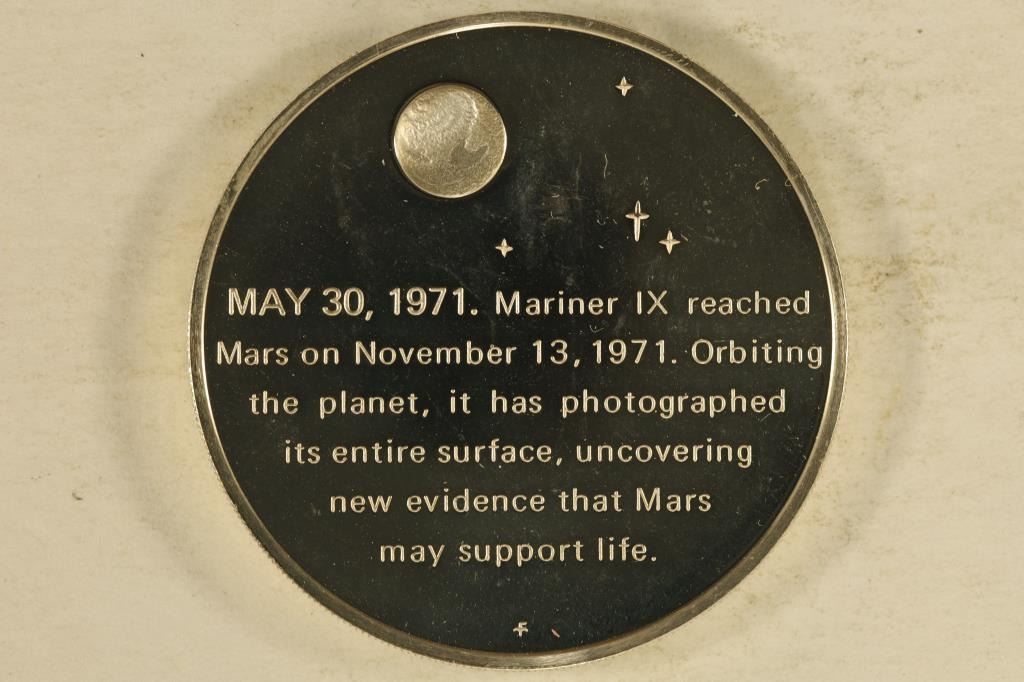 MAY 30, 1971. Mariner IX reached
Mars on November 13, 1971. Orbiting
the planet, it has photographed
its entire surface, uncovering
new evidence that Mars
may support life.